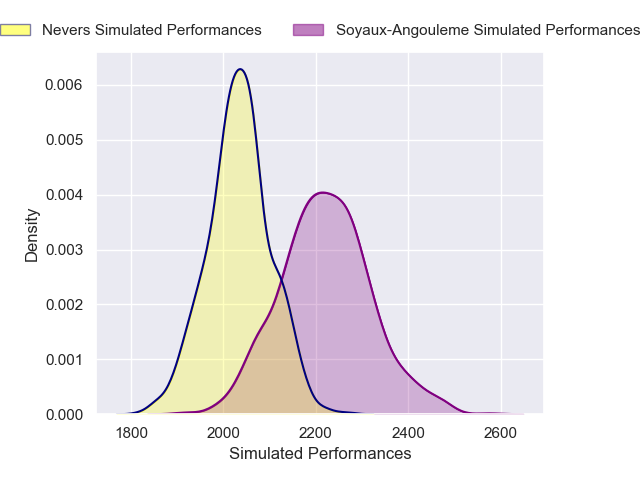 Nevers Simulated Performances Soyaux-Angouleme Simulated Performances
0.006
0.005
0.004
0.003
0.002
0.001
0.000
Density
1800 2000 2200 2400 2600
Simulated Performances